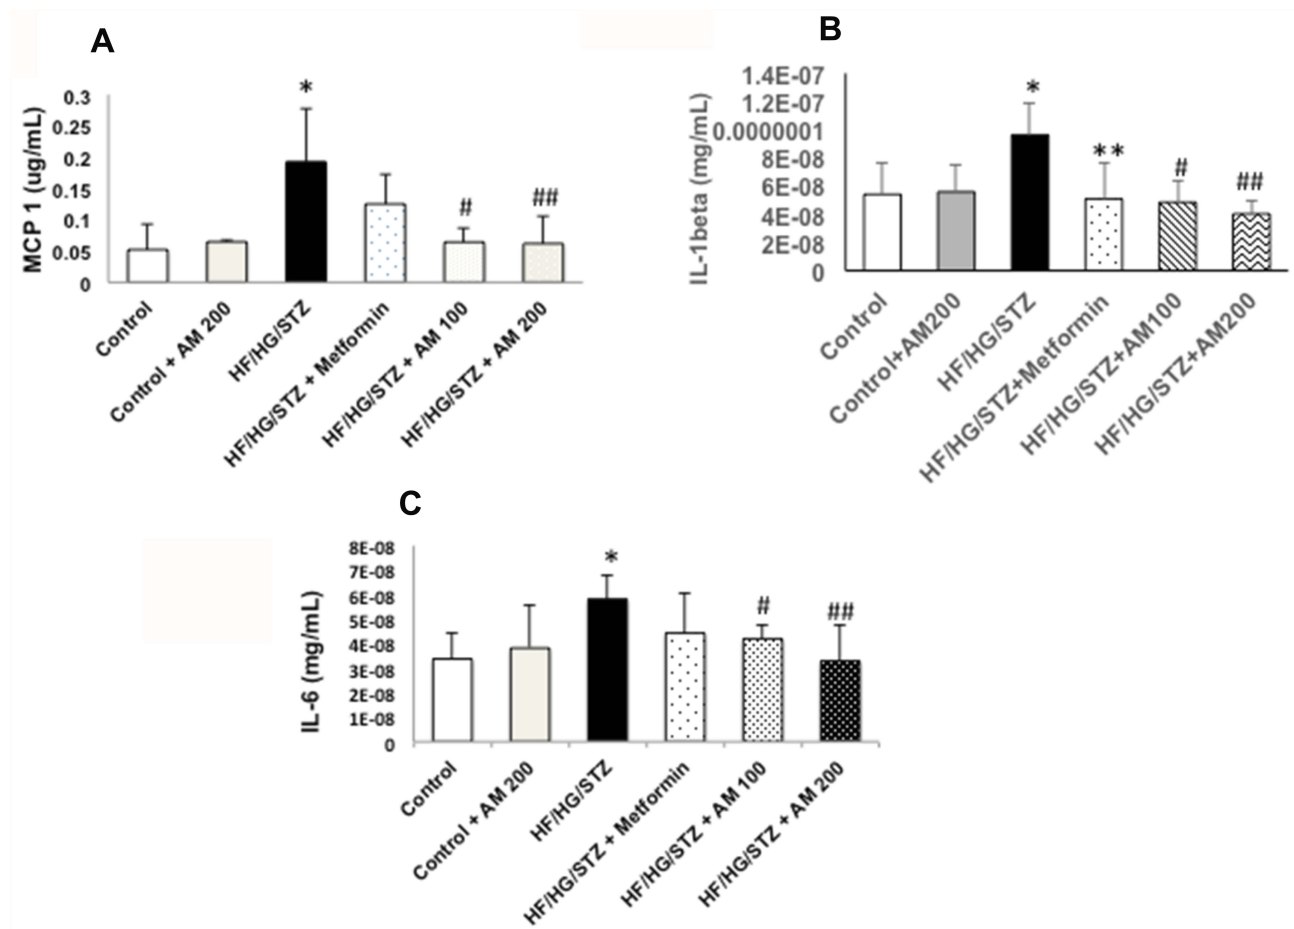 A
MCP 1 (ug/mL)
0.3
0.25
0.2
0.15
0.1
0.05
0
*
#
##
Control
Control + AM 200
HF/HG/STZ
HF/HG/STZ + Metformin
HF/HG/STZ + AM 100
HF/HG/STZ + AM 200
B
IL-1beta (mg/mL)
1.4E-07
1.2E-07
0.0000001
8E-08
6E-08
4E-08
2E-08
0
*
**
#
##
Control
Control+AM200
HF/HG/STZ
HF/HG/STZ+Metformin
HF/HG/STZ+AM100
HF/HG/STZ+AM200
C
IL-6 (mg/mL)
8E-08
7E-08
6E-08
5E-08
4E-08
3E-08
2E-08
1E-08
0
*
#
##
Control
Control + AM 200
HF/HG/STZ
HF/HG/STZ + Metformin
HF/HG/STZ + AM 100
HF/HG/STZ + AM 200